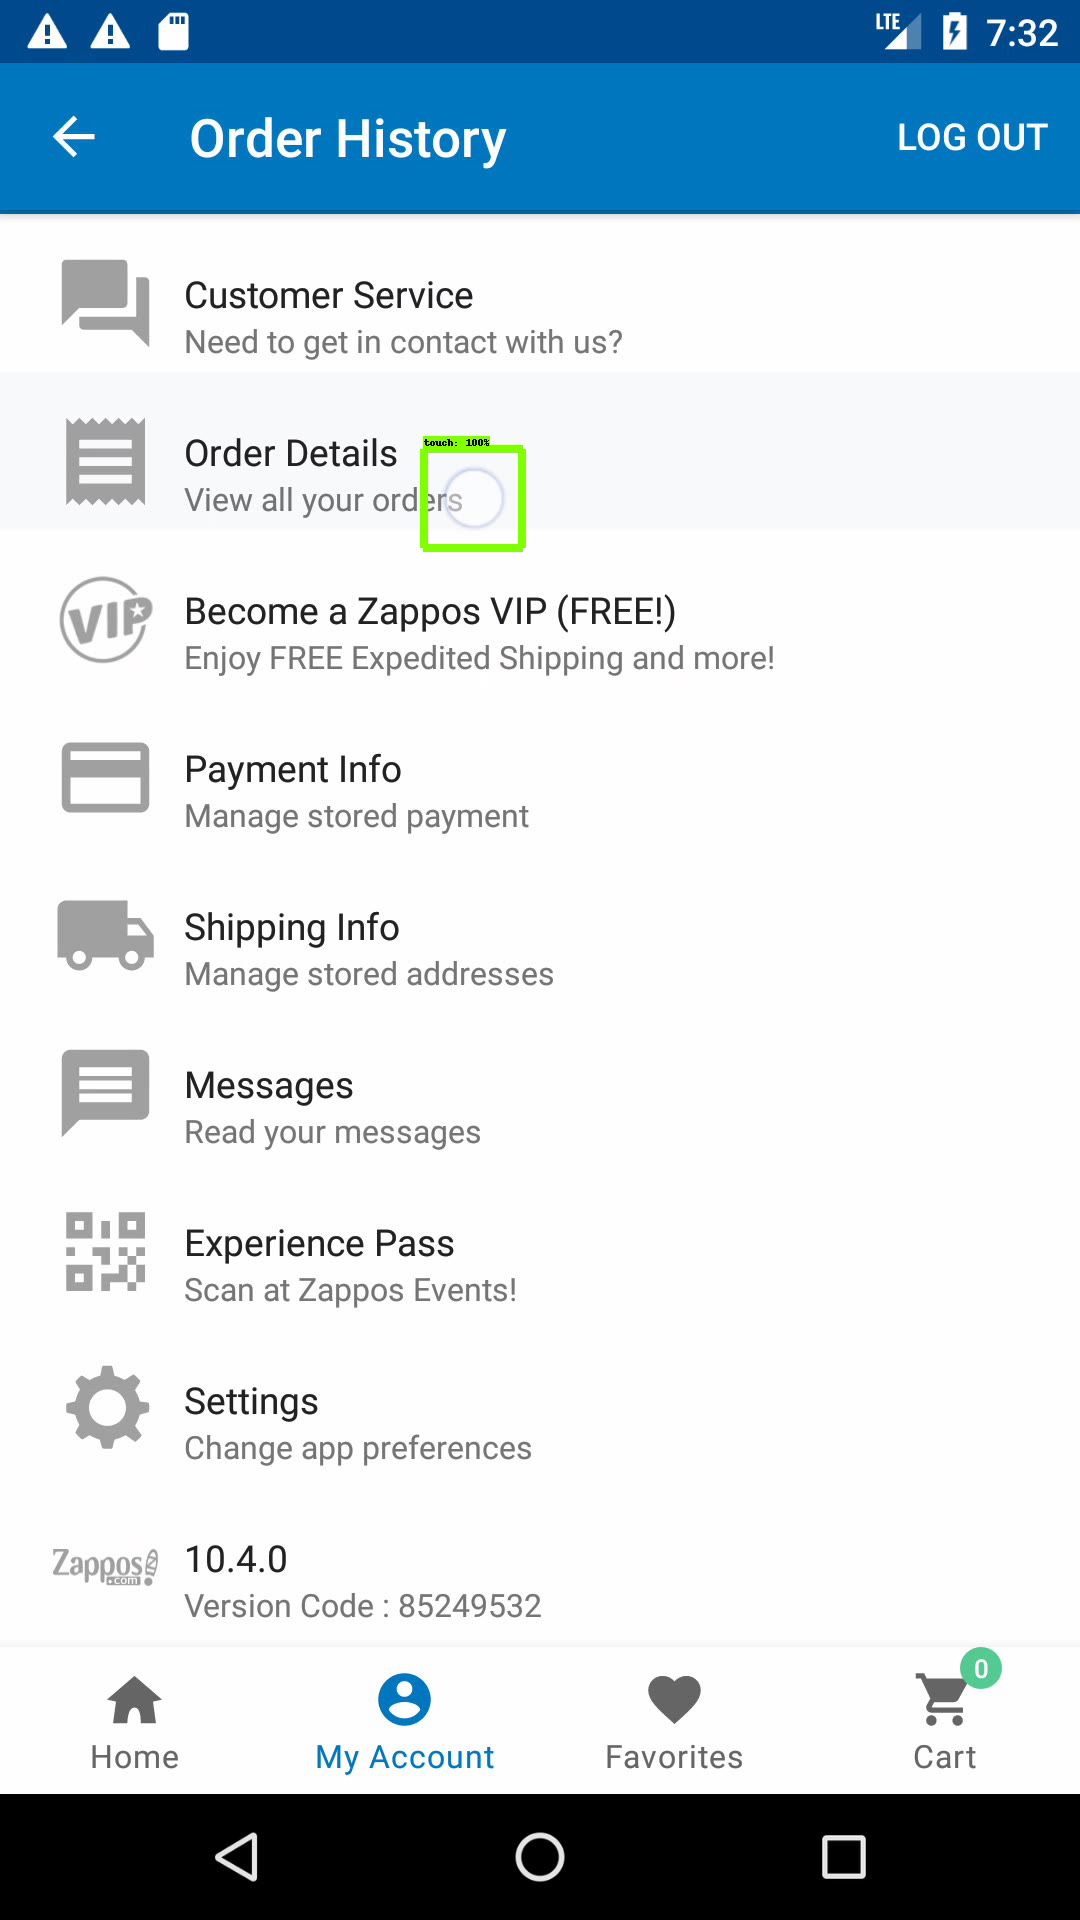 LTE 7:32
Order History LOG OUT
Customer Service
Need to get in contact with us?
touch: 100%
Order Details
View all your orders
VIP
Become a Zappos VIP (FREE!)
Enjoy FREE Expedited Shipping and more!
Payment Info
Manage stored payment
Shipping Info
Manage stored addresses
Messages
Read your messages
Experience Pass
Scan at Zappos Events!
Settings
Change app preferences
Zappos
.com
10.4.0
Version Code : 85249532
0
Home My Account Favorites Cart